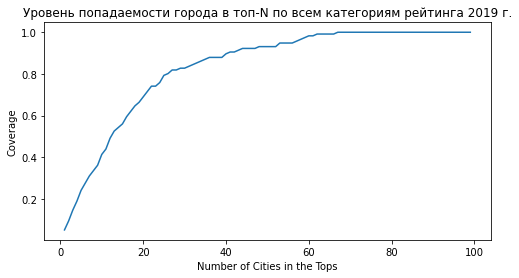 Уровень попадаемости города в топ-N по всем категориям рейтинга 2019 г.
1.0
0.8
0.6
0.4
0.2
Coverage
0 20 40 60 80 100
Number of Cities in the Tops